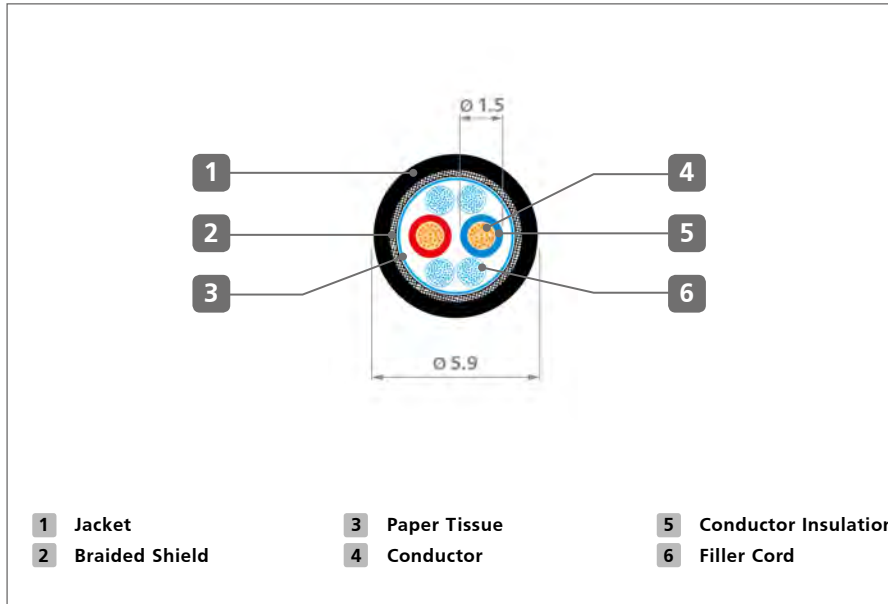 Ø 1.5
1
4
2
5
3
6
Ø 5.9
1 Jacket 3 Paper Tissue 5 Conductor Insulation
2 Braided Shield 4 Conductor 6 Filler Cord